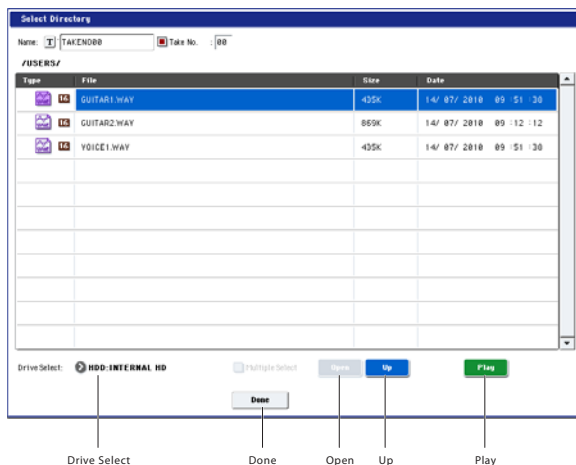 Select Directory
Name: T TAKENO00 Take No. : 00
/USERS/
Type File Size Date
16 GUITAR1.WAV 435K 14/ 07/ 2010 09 :51 :30
16 GUITAR2.WAV 869K 14/ 07/ 2010 09 :12 :12
16 VOICE1.WAV 435K 14/ 07/ 2010 09 :51 :30
Drive Select: HDD:INTERNAL HD Multiple Select Open Up Play
Done
Drive Select Done Open Up Play